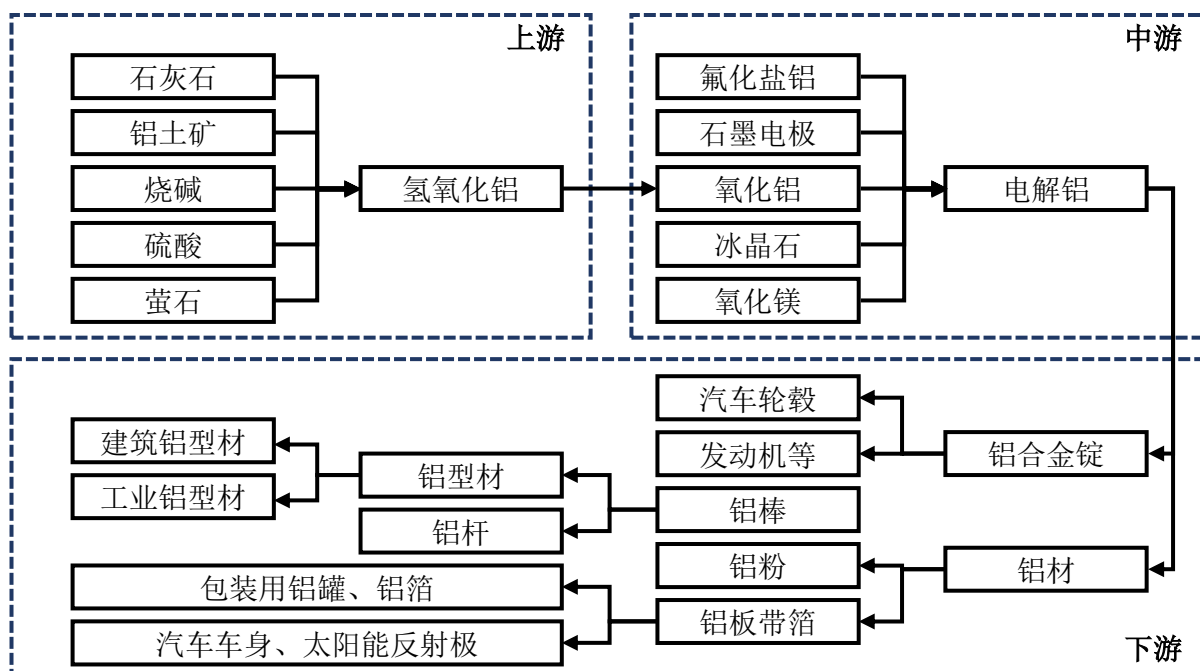 上游
石灰石
铝土矿
烧碱
硫酸
萤石
氢氧化铝
中游
氟化盐铝
石墨电极
氧化铝
冰晶石
氧化镁
电解铝
汽车轮毂
发动机等
铝合金锭
建筑铝型材
工业铝型材
铝型材
铝杆
铝棒
铝粉
铝材
包装用铝罐、铝箔
汽车车身、太阳能反射极
铝板带箔
下游